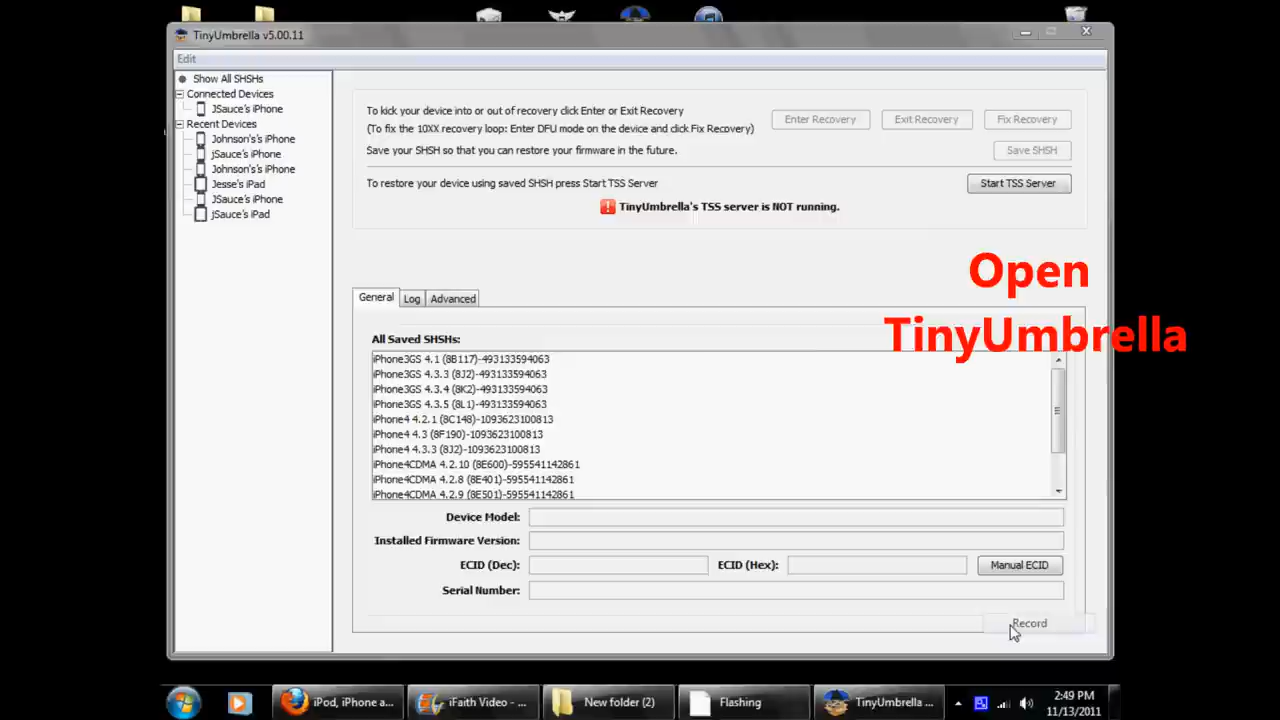 TinyUmbrella v5.00.11
Edit
Show All SHSHs
Connected Devices
JSauce's iPhone
Recent Devices
Johnson's's iPhone
jSauce's iPhone
Johnson's's iPhone
Jesse's iPad
JSauce's iPhone
jSauce's iPad
To kick your device into or out of recovery click Enter or Exit Recovery
(To fix the 10XX recovery loop: Enter DFU mode on the device and click Fix Recovery)
Enter Recovery
Exit Recovery
Fix Recovery
Save your SHSH so that you can restore your firmware in the future.
Save SHSH
To restore your device using saved SHSH press Start TSS Server
Start TSS Server
TinyUmbrella's TSS server is NOT running.
Open
TinyUmbrella
General
Log
Advanced
All Saved SHSHs:
iPhone3GS 4.1 (8B117)-493133594063
iPhone3GS 4.3.3 (8J2)-493133594063
iPhone3GS 4.3.4 (8K2)-493133594063
iPhone3GS 4.3.5 (8L1)-493133594063
iPhone4 4.2.1 (8C148)-1093623100813
iPhone4 4.3 (8F190)-1093623100813
iPhone4 4.3.3 (8J2)-1093623100813
iPhone4CDMA 4.2.10 (8E600)-595541142861
iPhone4CDMA 4.2.8 (8E401)-595541142861
iPhone4CDMA 4.2.9 (8E501)-595541142861
Device Model:
Installed Firmware Version:
ECID (Dec):
ECID (Hex):
Manual ECID
Serial Number:
Record
iPod, iPhone a...
iFaith Video - ...
New folder (2)
Flashing
TinyUmbrella ...
2:49 PM
11/13/2011